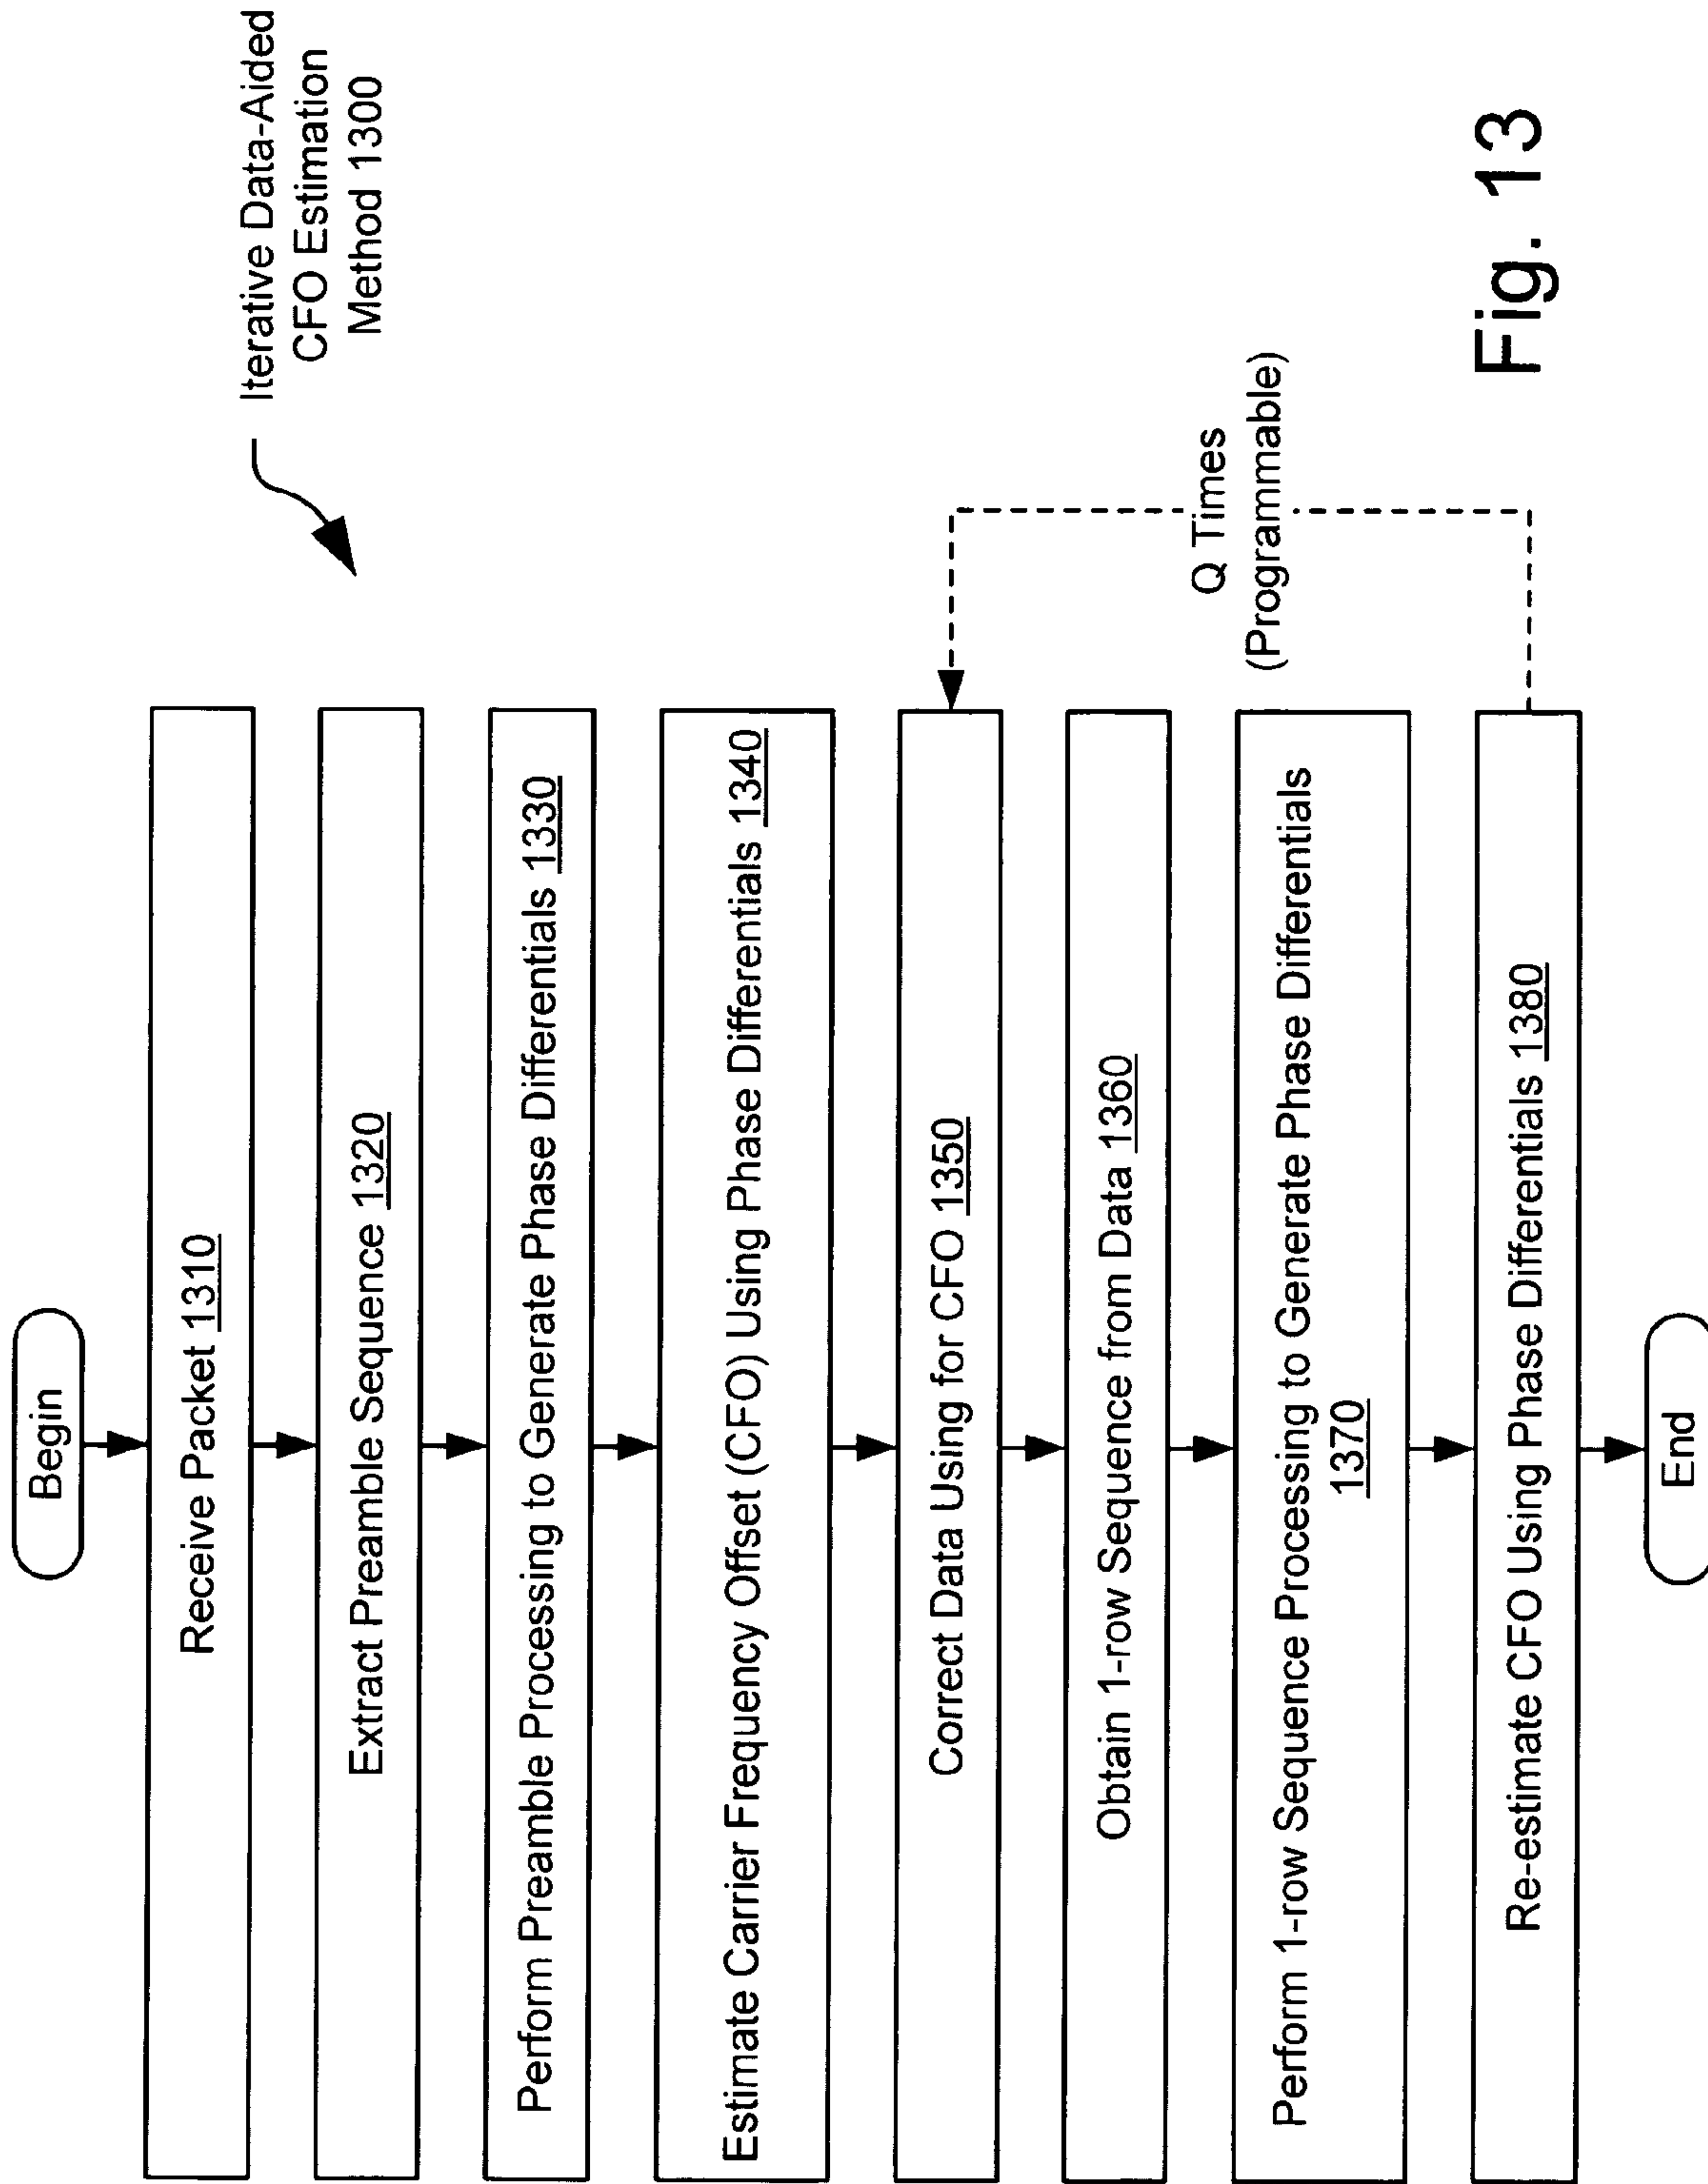 Iterative Data-Aided
CFO Estimation
Method 1300
Begin
Receive Packet 1310
Extract Preamble Sequence 1320
Perform Preamble Processing to Generate Phase Differentials 1330
Estimate Carrier Frequency Offset (CFO) Using Phase Differentials 1340
Correct Data Using for CFO 1350
Obtain 1-row Sequence from Data 1360
Perform 1-row Sequence Processing to Generate Phase Differentials
1370
Re-estimate CFO Using Phase Differentials 1380
Q Times
(Programmable)
End
Fig. 13